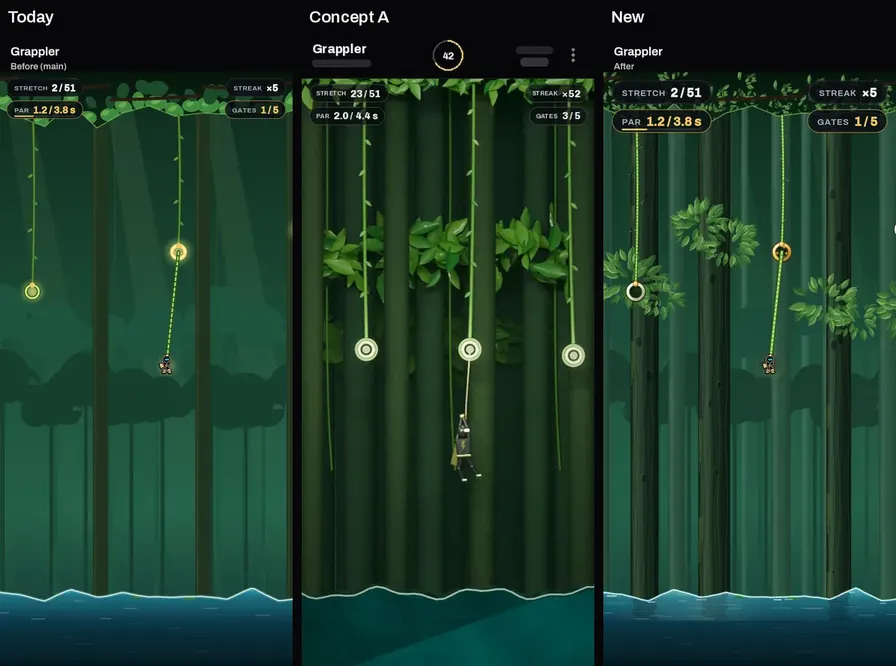 Today
Grappler
Before (main)
STRETCH 2/51
STREAK ×5
PAR 1.2/3.8 s
GATES 1/5
Concept A
Grappler
42
STRETCH 23/51
STREAK ×52
PAR 2.0/4.4 s
GATES 3/5
New
Grappler
After
STRETCH 2/51
STREAK ×5
PAR 1.2/3.8 s
GATES 1/5